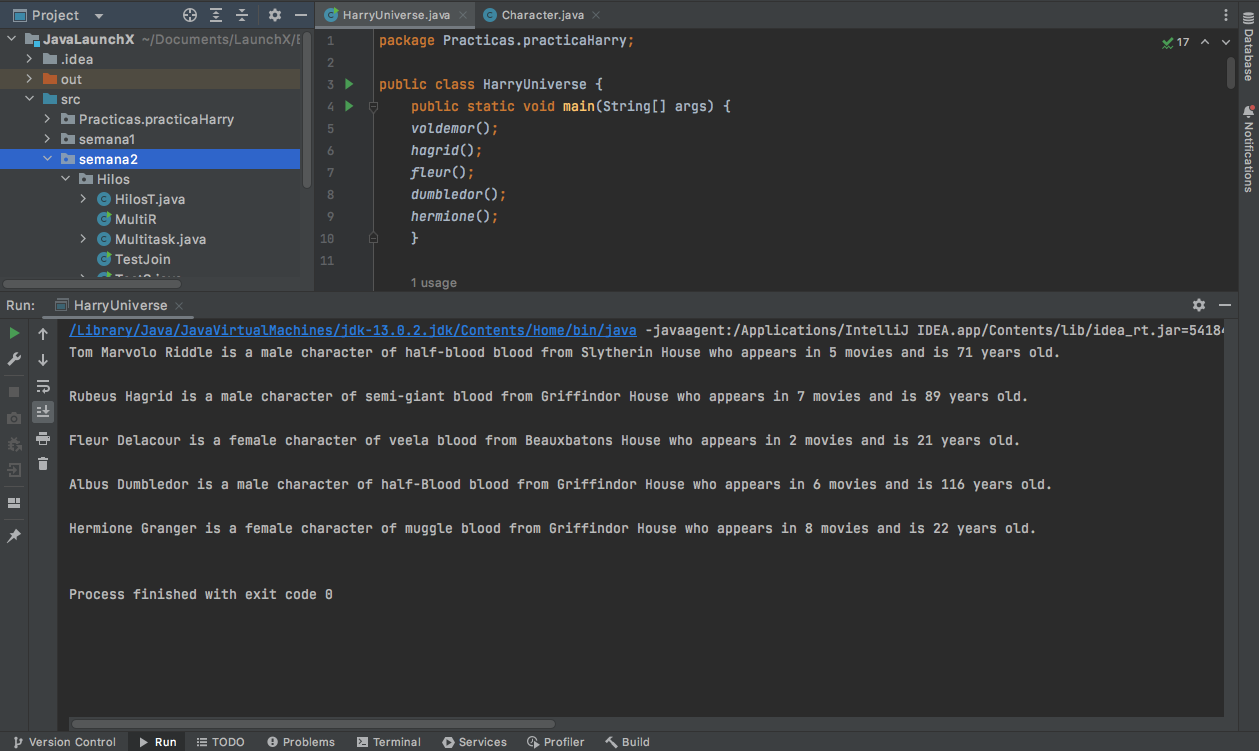 Project
HarryUniverse.java
Character.java
JavaLaunchX ~/Documents/LaunchX/
.idea
out
src
Practicas.practicaHarry
semana1
semana2
Hilos
HilosT.java
MultiR
Multitask.java
TestJoin
1 package Practicas.practicaHarry;
2
3 public class HarryUniverse {
4 public static void main(String[] args) {
5 voldemor();
6 hagrid();
7 fleur();
8 dumbledor();
9 hermione();
10 }
11
1 usage
17
Database
Notifications
Run: HarryUniverse
/Library/Java/JavaVirtualMachines/jdk-13.0.2.jdk/Contents/Home/bin/java -javaagent:/Applications/IntelliJ IDEA.app/Contents/lib/idea_rt.jar=54184
Tom Marvolo Riddle is a male character of half-blood blood from Slytherin House who appears in 5 movies and is 71 years old.
Rubeus Hagrid is a male character of semi-giant blood from Griffindor House who appears in 7 movies and is 89 years old.
Fleur Delacour is a female character of veela blood from Beauxbatons House who appears in 2 movies and is 21 years old.
Albus Dumbledor is a male character of half-Blood blood from Griffindor House who appears in 6 movies and is 116 years old.
Hermione Granger is a female character of muggle blood from Griffindor House who appears in 8 movies and is 22 years old.
Process finished with exit code 0
Version Control
Run
TODO
Problems
Terminal
Services
Profiler
Build